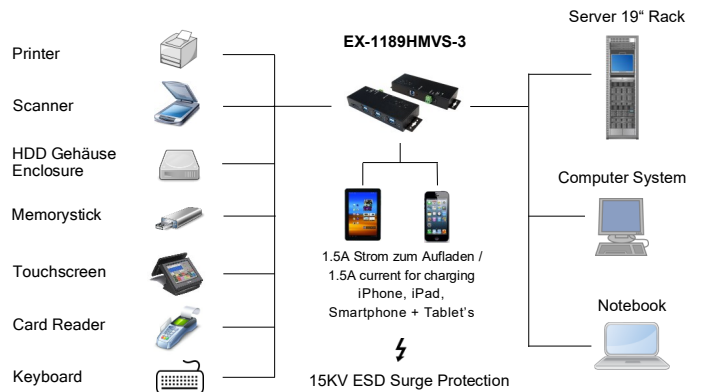 Printer
Scanner
HDD Gehäuse
Enclosure
Memorystick
Touchscreen
Card Reader
Keyboard
EX-1189HMVS-3
1.5A Strom zum Aufladen /
1.5A current for charging
iPhone, iPad,
Smartphone + Tablet's
15KV ESD Surge Protection
Server 19“ Rack
Computer System
Notebook